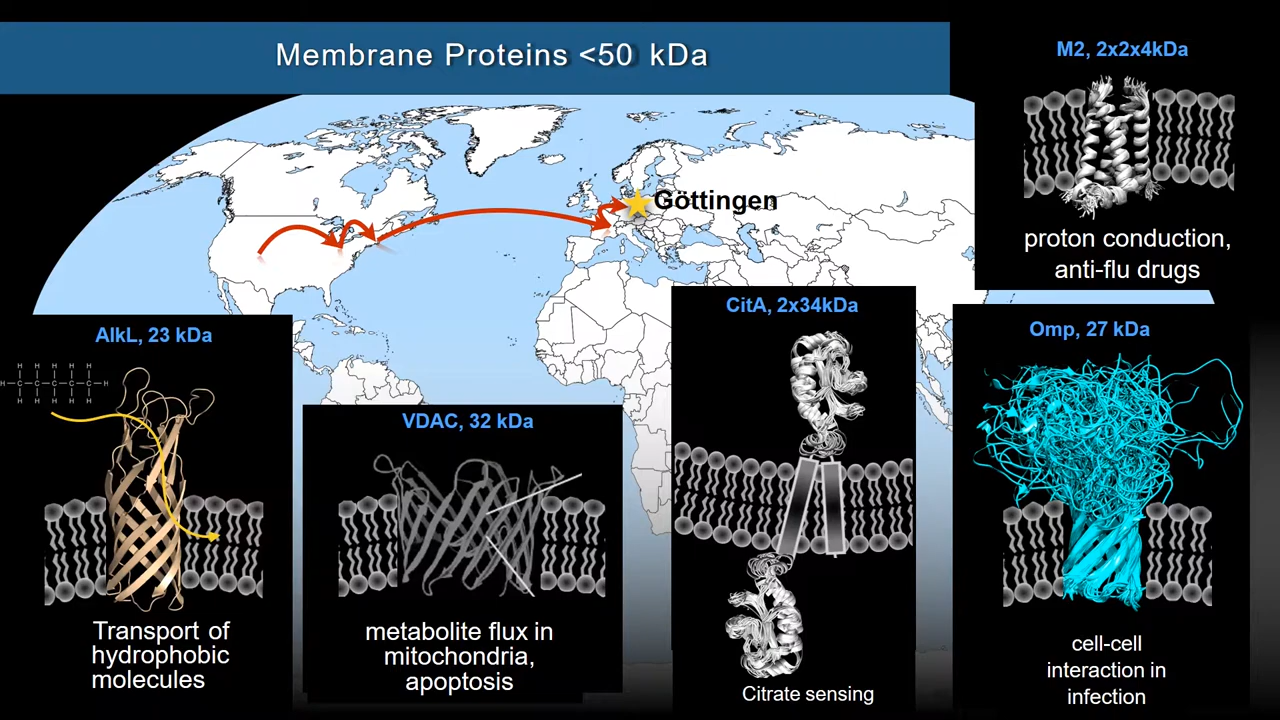 Membrane Proteins <50 kDa
M2, 2x2x4kDa
proton conduction,
anti-flu drugs
Göttingen
AlkL, 23 kDa
H H H H H
H C C C C C H
H H H H H
Transport of
hydrophobic
molecules
VDAC, 32 kDa
metabolite flux in
mitochondria,
apoptosis
CitA, 2x34kDa
Citrate sensing
Omp, 27 kDa
cell-cell
interaction in
infection